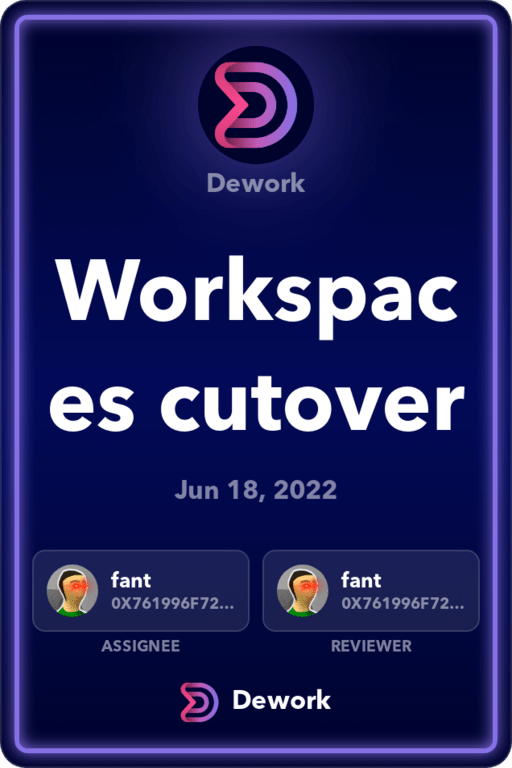 Dework
Workspac
es cutover
Jun 18, 2022
fant
0X761996F72...
fant
0X761996F72...
ASSIGNEE
REVIEWER
Dework